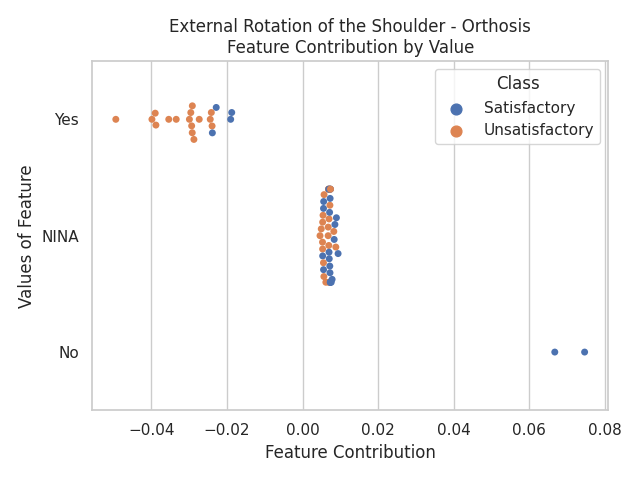 External Rotation of the Shoulder - Orthosis
Feature Contribution by Value
Class
Satisfactory
Unsatisfactory
Values of Feature
Yes
NINA
No
−0.04 −0.02 0.00 0.02 0.04 0.06 0.08
Feature Contribution